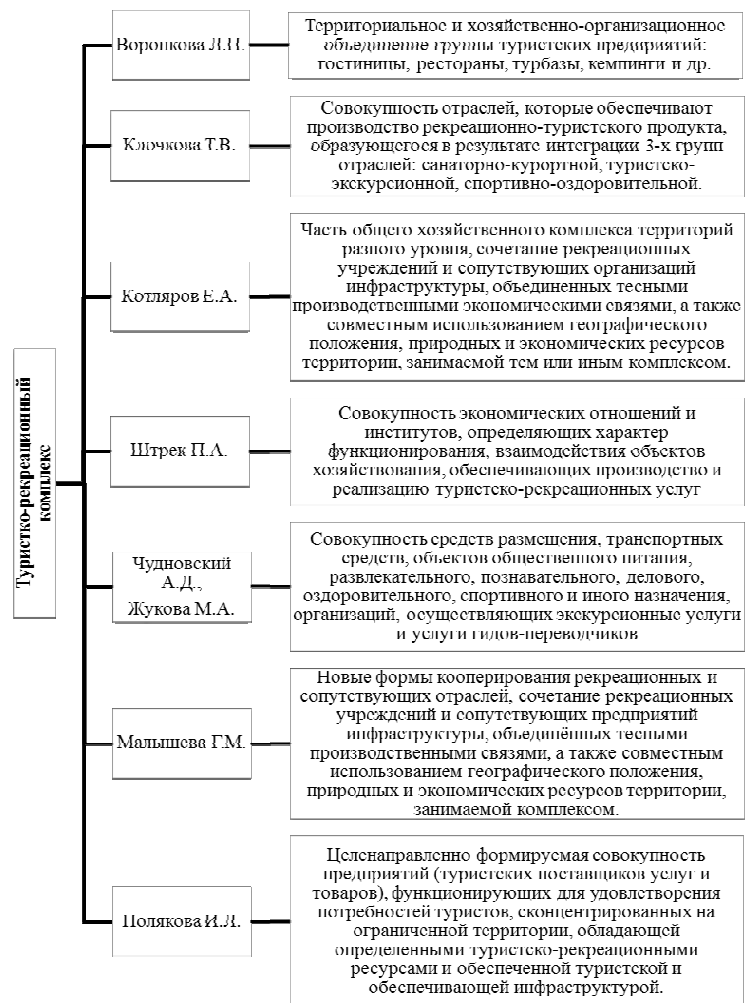 Туристко-рекреационный
комплекс
Воронкова Л.П.
Территориальное и хозяйственно-организационное
объединение группы туристских предприятий:
гостиницы, рестораны, турбазы, кемпинги и др.
Клочкова Т.В.
Совокупность отраслей, которые обеспечивают
производство рекреационно-туристского продукта,
образующегося в результате интеграции 3-х групп
отраслей: санаторно-курортной, туристско-
экскурсионной, спортивно-оздоровительной.
Котляров Е.А.
Часть общего хозяйственного комплекса территорий
разного уровня, сочетание рекреационных
учреждений и сопутствующих организаций
инфраструктуры, объединенных тесными
производственными экономическими связями, а также
совместным использованием географического
положения, природных и экономических ресурсов
территории, занимаемой тем или иным комплексом.
Штрек П.А.
Совокупность экономических отношений и
институтов, определяющих характер
функционирования, взаимодействия объектов
хозяйствования, обеспечивающих производство и
реализацию туристско-рекреационных услуг
Чудновский
А.Д.,
Жукова М.А.
Совокупность средств размещения, транспортных
средств, объектов общественного питания,
развлекательного, познавательного, делового,
оздоровительного, спортивного и иного назначения,
организаций, осуществляющих экскурсионные услуги
и услуги гидов-переводчиков
Малышева Г.М.
Новые формы кооперирования рекреационных и
сопутствующих отраслей, сочетание рекреационных
учреждений и сопутствующих предприятий
инфраструктуры, объединённых тесными
производственными связями, а также совместным
использованием географического положения,
природных и экономических ресурсов территории,
занимаемой комплексом.
Полякова И.Л.
Целенаправленно формируемая совокупность
предприятий (туристских поставщиков услуг и
товаров), функционирующих для удовлетворения
потребностей туристов, сконцентрированных на
ограниченной территории, обладающей
определенными туристско-рекреационными
ресурсами и обеспеченной туристской и
обеспечивающей инфраструктурой.